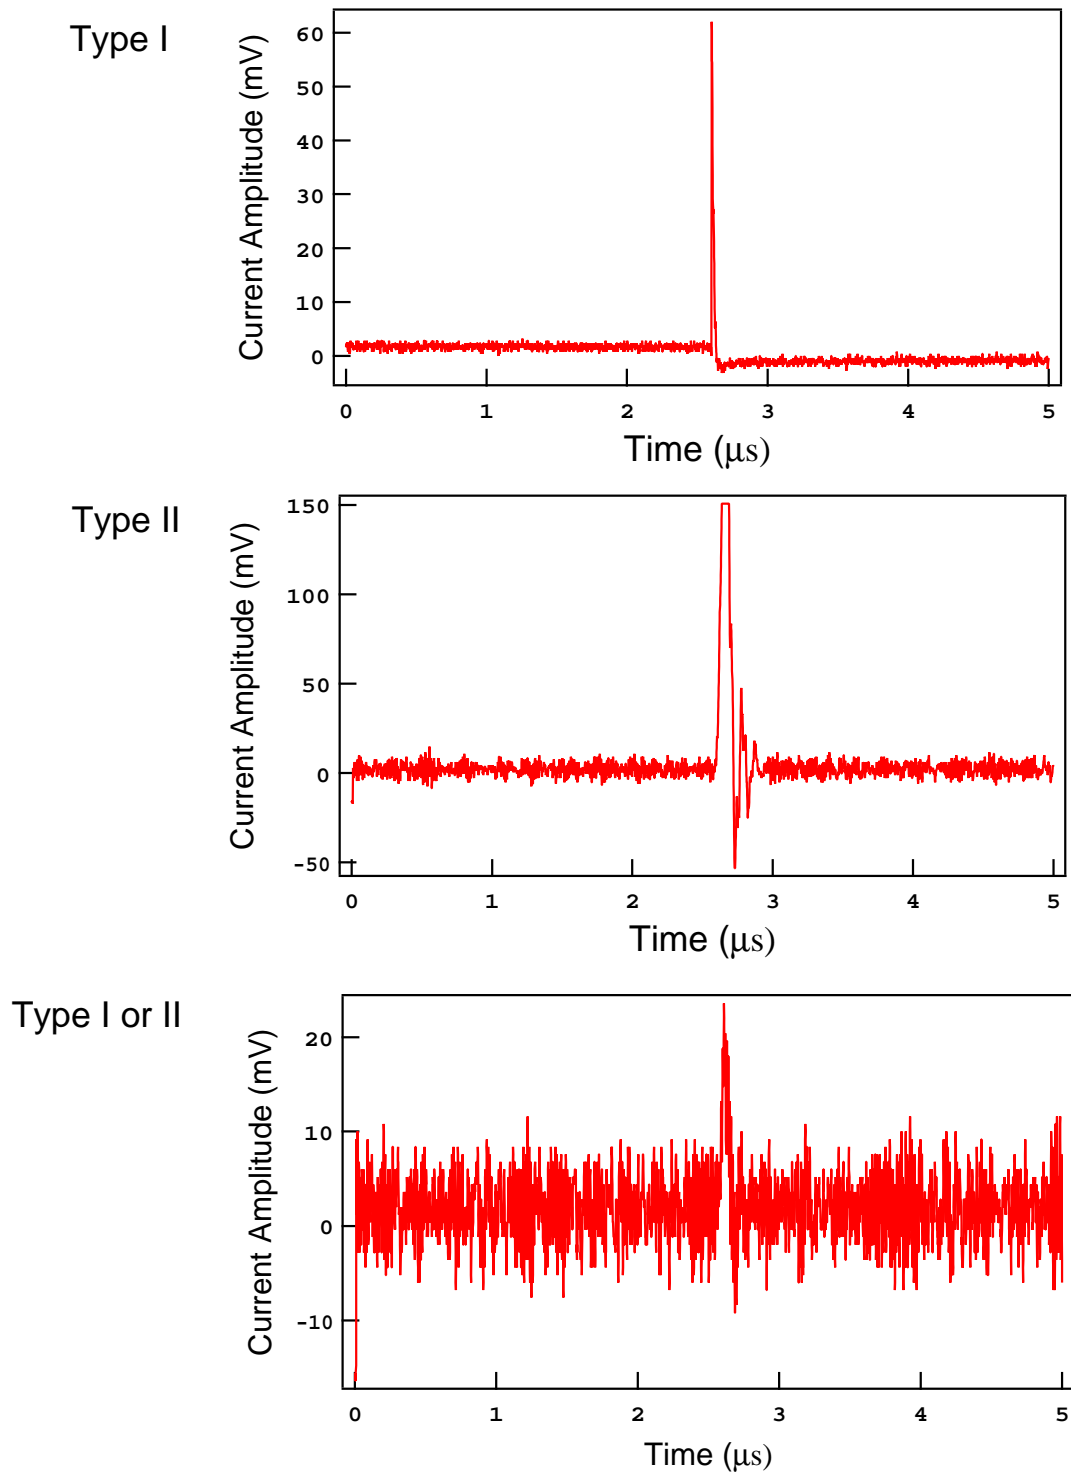 Type I
Current Amplitude (mV)
60
50
40
30
20
10
0
0 1 2 3 4 5
Time (μs)
Type II
Current Amplitude (mV)
150
100
50
0
-50
0 1 2 3 4 5
Time (μs)
Type I or II
Current Amplitude (mV)
20
10
0
-10
0 1 2 3 4 5
Time (μs)